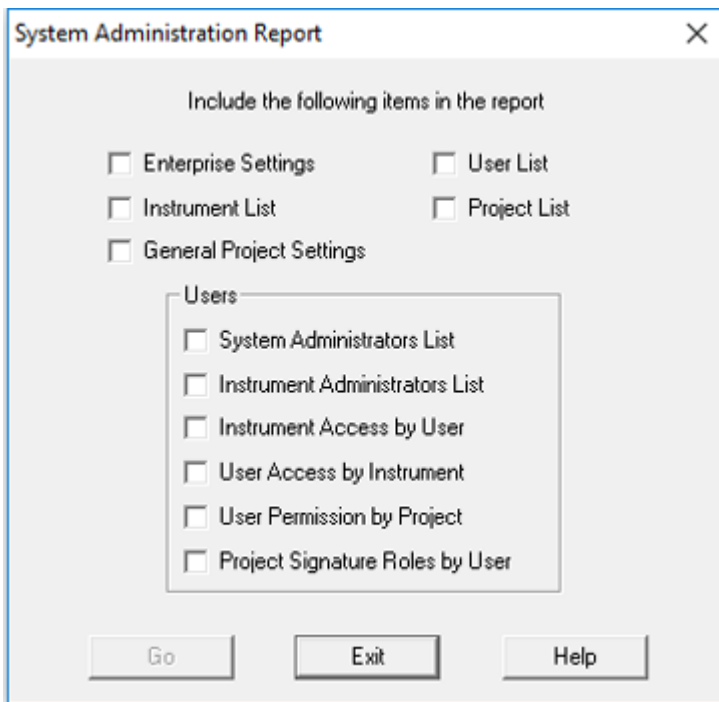 System Administration Report
Include the following items in the report
Enterprise Settings
User List
Instrument List
Project List
General Project Settings
Users
System Administrators List
Instrument Administrators List
Instrument Access by User
User Access by Instrument
User Permission by Project
Project Signature Roles by User
Go
Exit
Help